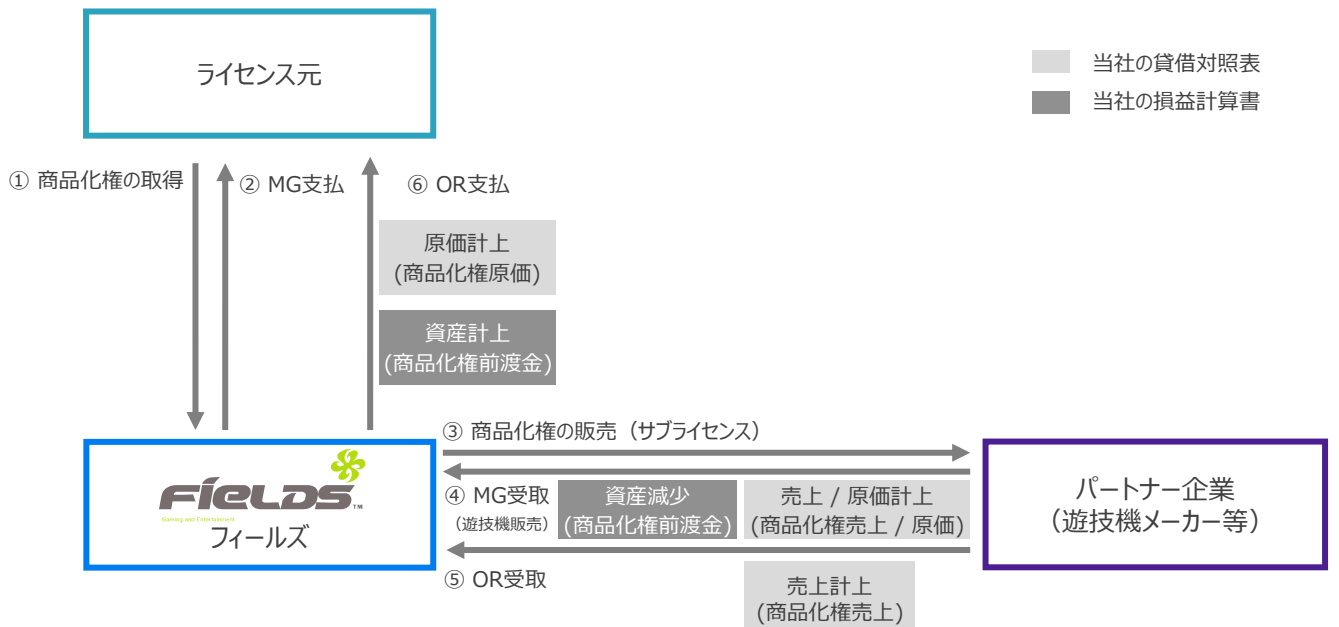 ライセンス元
当社の貸借対照表
当社の損益計算書
① 商品化権の取得
② MG支払
⑥ OR支払
原価計上
(商品化権原価)
資産計上
(商品化権前渡金)
③ 商品化権の販売（サブライセンス）
FIELDS™
Gaming and Entertainment
フィールズ
④ MG受取
（遊技機販売）
資産減少
(商品化権前渡金)
売上 / 原価計上
(商品化権売上 / 原価)
パートナー企業
（遊技機メーカー等）
⑤ OR受取
売上計上
(商品化権売上)